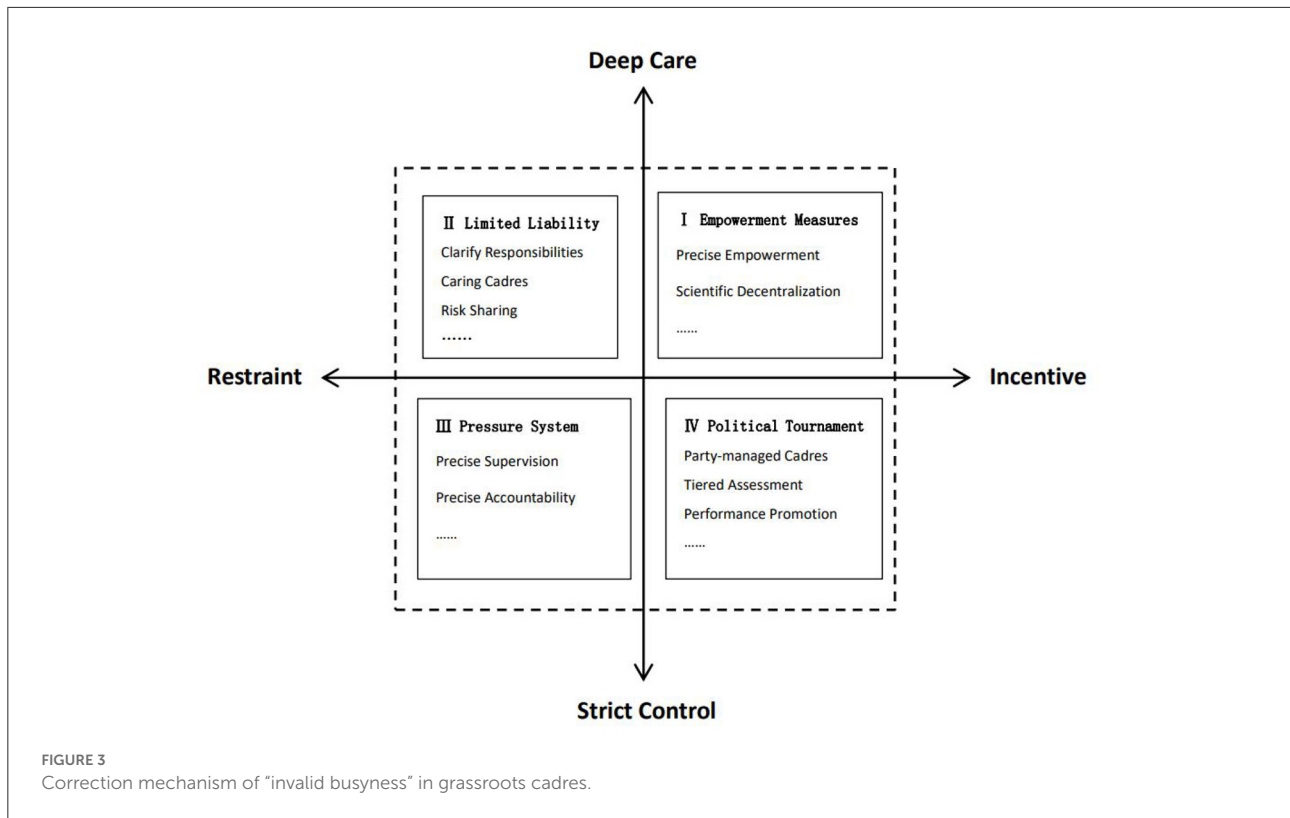 Deep Care
Ⅱ Limited Liability
Clarify Responsibilities
Caring Cadres
Risk Sharing
......
Ⅰ Empowerment Measures
Precise Empowerment
Scientific Decentralization
......
Restraint
Incentive
Ⅲ Pressure System
Precise Supervision
Precise Accountability
......
Ⅳ Political Tournament
Party-managed Cadres
Tiered Assessment
Performance Promotion
......
Strict Control
FIGURE 3
Correction mechanism of “invalid busyness” in grassroots cadres.